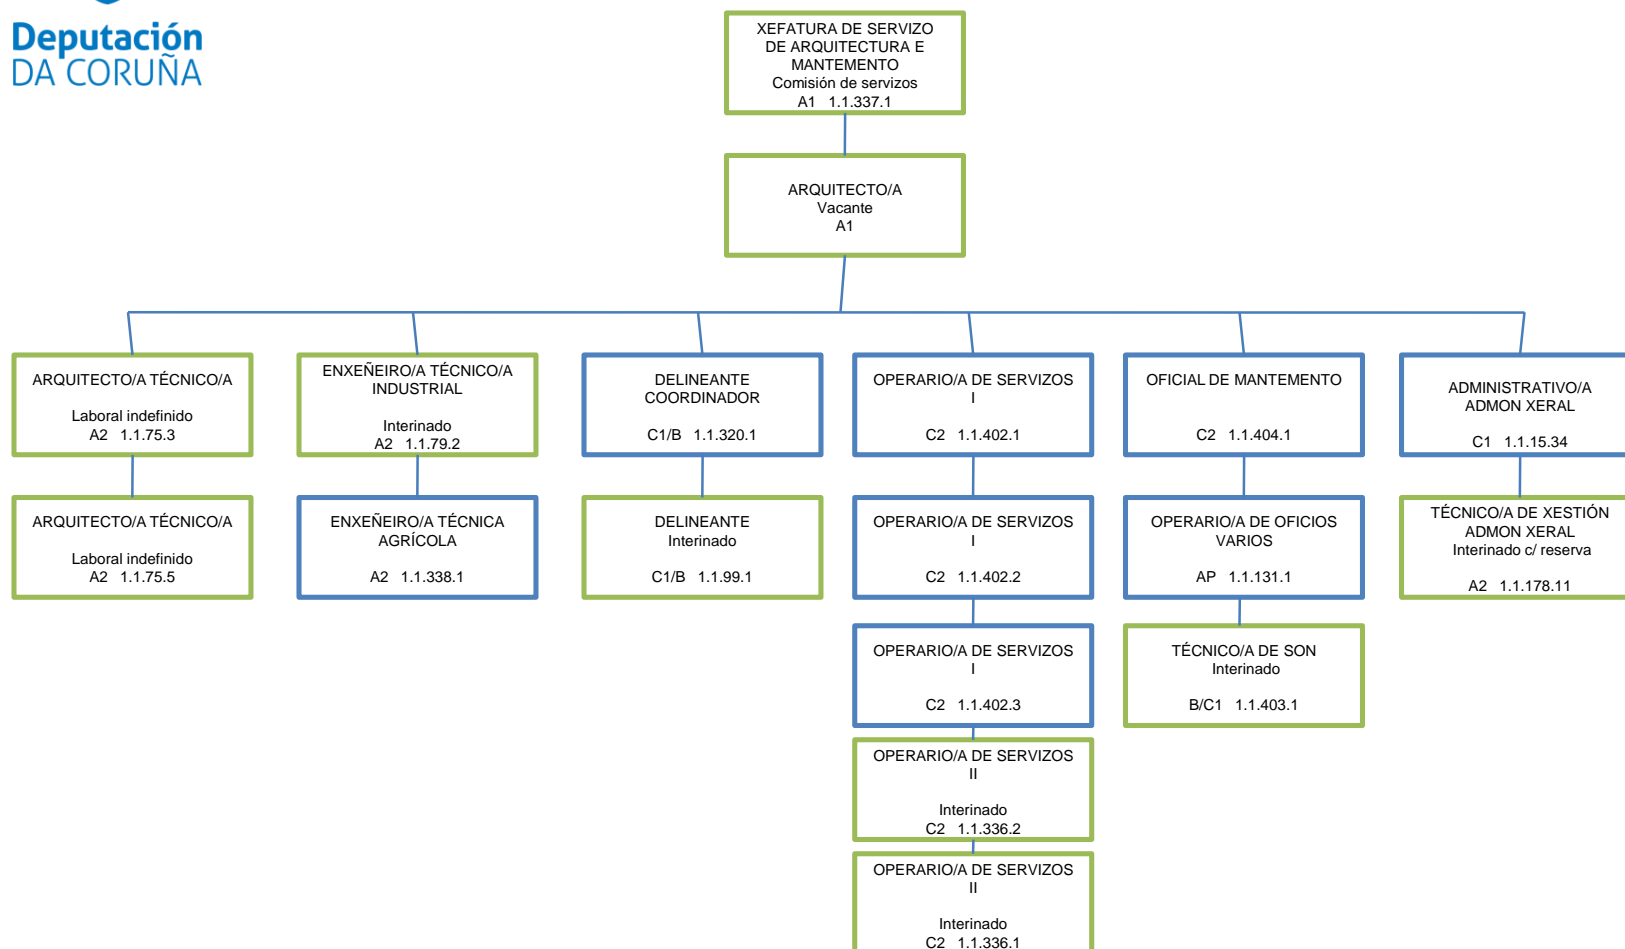 Deputación
DA CORUÑA
XEFATURA DE SERVIZO
DE ARQUITECTURA E
MANTEMENTO
Comisión de servizos
A1 1.1.337.1
ARQUITECTO/A
Vacante
A1
ARQUITECTO/A TÉCNICO/A
Laboral indefinido
A2 1.1.75.3
ENXEÑEIRO/A TÉCNICO/A
INDUSTRIAL
Interinado
A2 1.1.79.2
DELINEANTE
COORDINADOR
C1/B 1.1.320.1
OPERARIO/A DE SERVIZOS
I
C2 1.1.402.1
OFICIAL DE MANTEMENTO
C2 1.1.404.1
ADMINISTRATIVO/A
ADMON XERAL
C1 1.1.15.34
ARQUITECTO/A TÉCNICO/A
Laboral indefinido
A2 1.1.75.5
ENXEÑEIRO/A TÉCNICA
AGRÍCOLA
A2 1.1.338.1
DELINEANTE
Interinado
C1/B 1.1.99.1
OPERARIO/A DE SERVIZOS
I
C2 1.1.402.2
OPERARIO/A DE OFICIOS
VARIOS
AP 1.1.131.1
TÉCNICO/A DE XESTIÓN
ADMON XERAL
Interinado c/ reserva
A2 1.1.178.11
OPERARIO/A DE SERVIZOS
I
C2 1.1.402.3
TÉCNICO/A DE SON
Interinado
B/C1 1.1.403.1
OPERARIO/A DE SERVIZOS
II
Interinado
C2 1.1.336.2
OPERARIO/A DE SERVIZOS
II
Interinado
C2 1.1.336.1